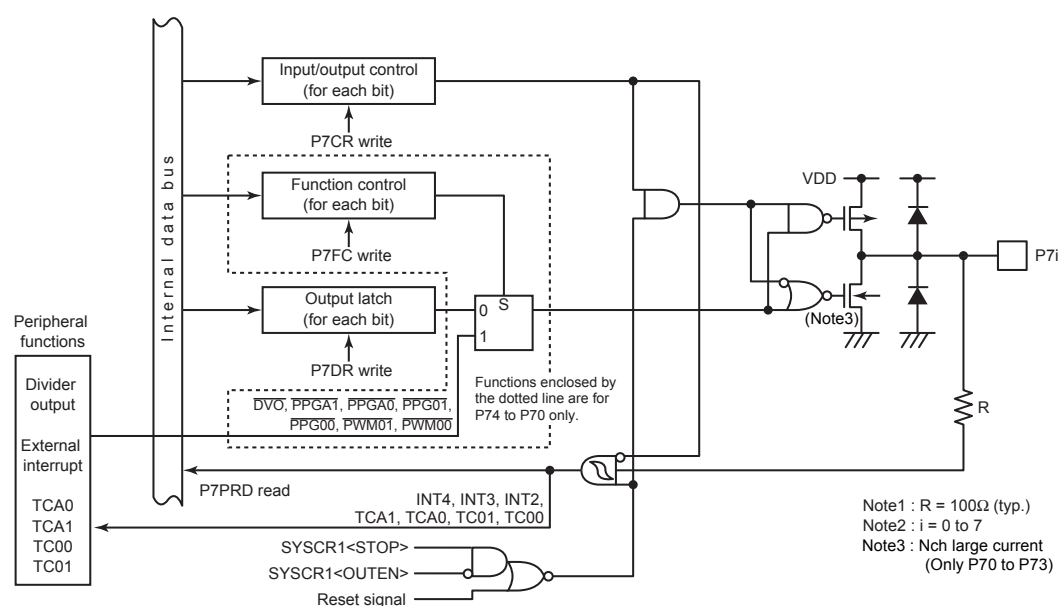 Internal data bus
Input/output control
(for each bit)
P7CR write
Function control
(for each bit)
P7FC write
Output latch
(for each bit)
P7DR write
0
S
1
VDD
P7i
(Note3)
R
Functions enclosed by
the dotted line are for
P74 to P70 only.
Peripheral
functions
Divider
output
External
interrupt
TCA0
TCA1
TC00
TC01
DVO, PPGA1, PPGA0, PPG01,
PPG00, PWM01, PWM00
P7PRD read
INT4, INT3, INT2,
TCA1, TCA0, TC01, TC00
SYSCR1<STOP>
SYSCR1<OUTEN>
Reset signal
Note1 : R = 100Ω (typ.)
Note2 : i = 0 to 7
Note3 : Nch large current
(Only P70 to P73)